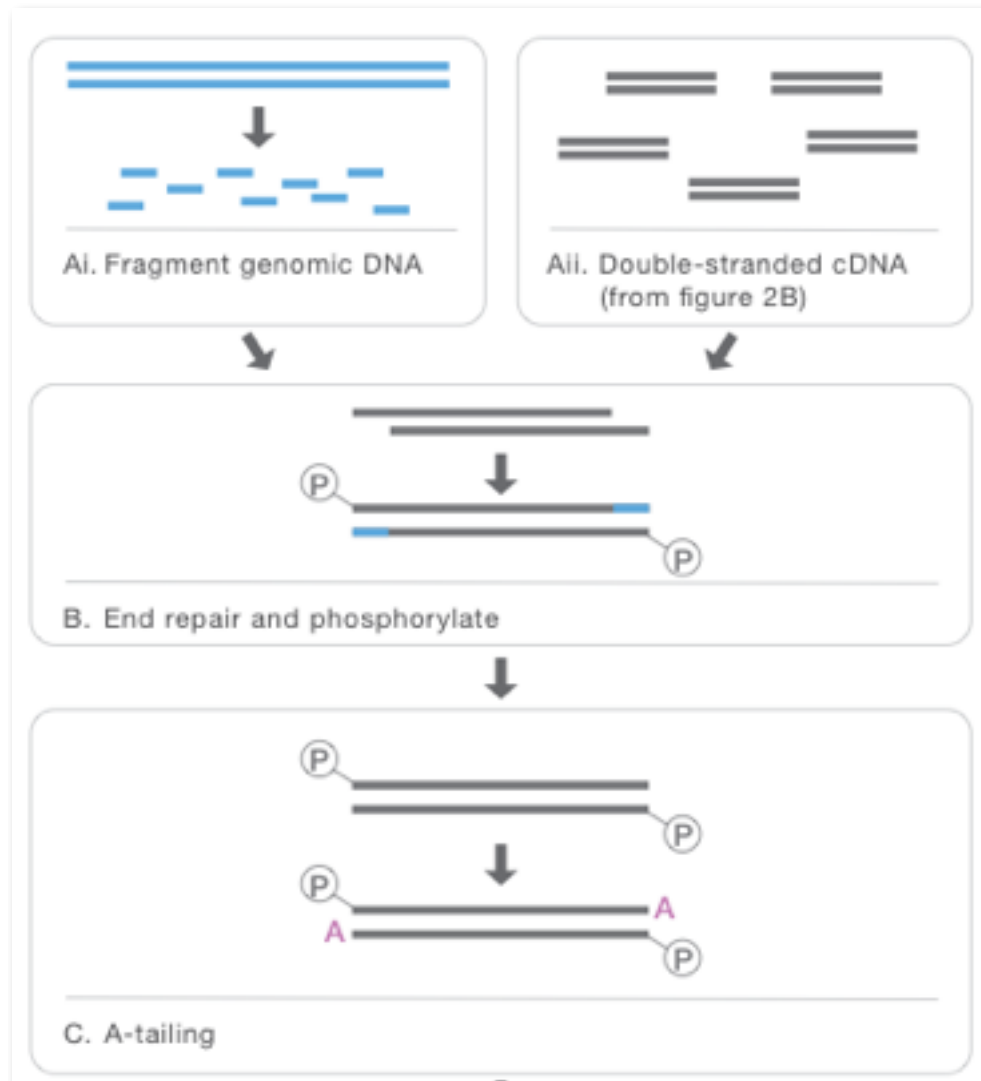 Ai. Fragment genomic DNA
Aii. Double-stranded cDNA
(from figure 2B)
P
P
B. End repair and phosphorylate
P
P
P
A
A
P
C. A-tailing